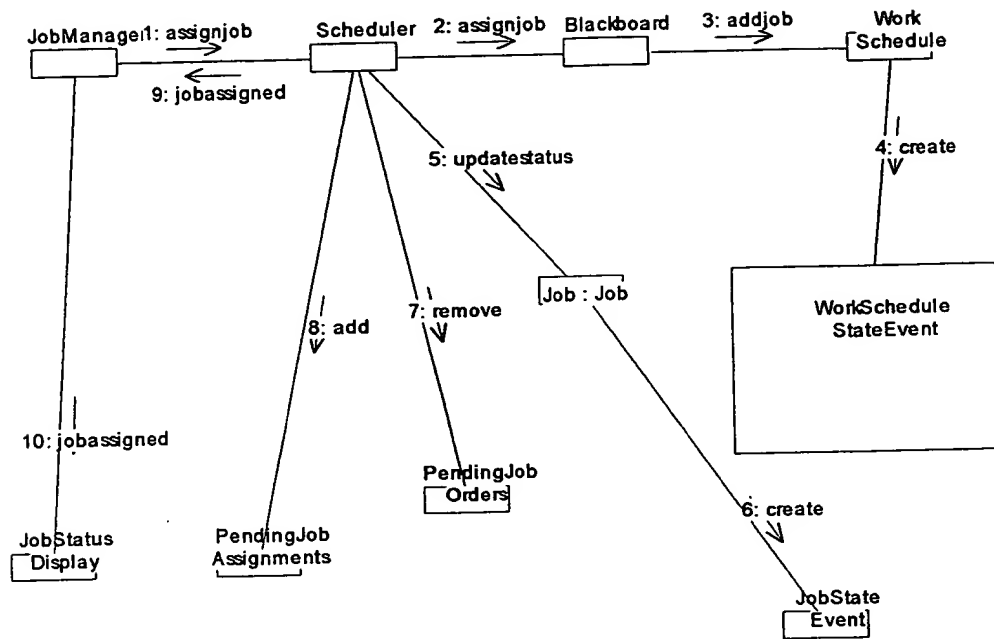 JobManager
1: assignjob
Scheduler
2: assignjob
Blackboard
3: addjob
Work
Schedule
9: jobassigned
4: create
5: updatestatus
Job : Job
WorkSchedule
StateEvent
8: add
7: remove
10: jobassigned
PendingJob
Orders
6: create
JobStatus
Display
PendingJob
Assignments
JobState
Event